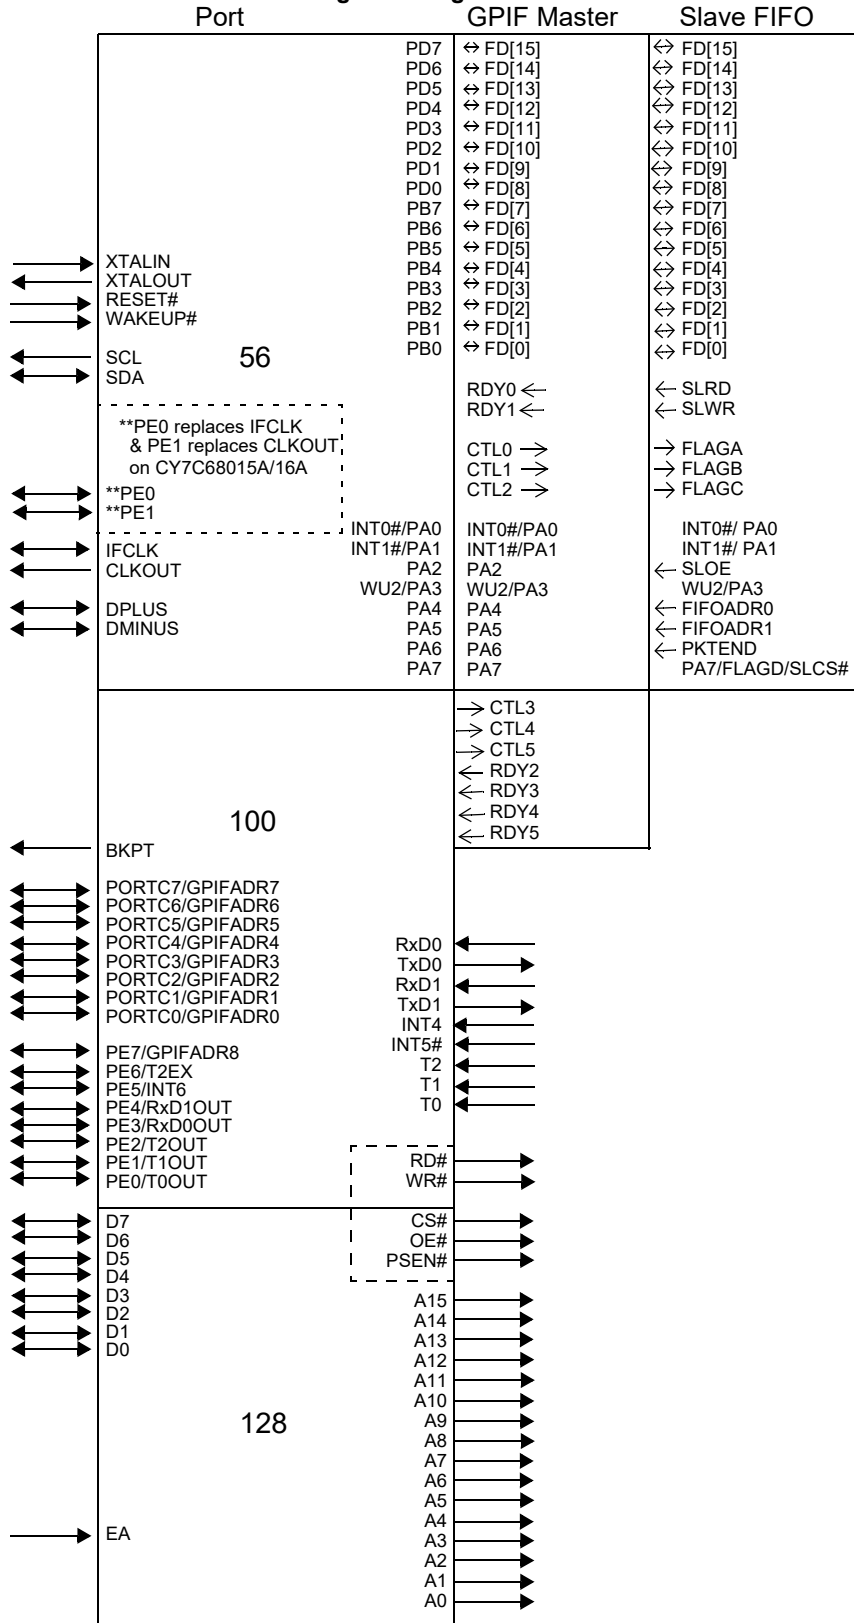 Port GPIF Master Slave FIFO
PD7 FD[15] FD[15]
PD6 FD[14] FD[14]
PD5 FD[13] FD[13]
PD4 FD[12] FD[12]
PD3 FD[11] FD[11]
PD2 FD[10] FD[10]
PD1 FD[9] FD[9]
PD0 FD[8] FD[8]
PB7 FD[7] FD[7]
PB6 FD[6] FD[6]
PB5 FD[5] FD[5]
XTALIN PB4 FD[4] FD[4]
XTALOUT PB3 FD[3] FD[3]
RESET# PB2 FD[2] FD[2]
WAKEUP# PB1 FD[1] FD[1]
SCL 56 PB0 FD[0] FD[0]
SDA
RDY0 SLRD
RDY1 SLWR
**PE0 replaces IFCLK
& PE1 replaces CLKOUT
on CY7C68015A/16A
CTL0 FLAGA
CTL1 FLAGB
CTL2 FLAGC
**PE0
**PE1
INT0#/PA0 INT0#/PA0 INT0#/ PA0
IFCLK INT1#/PA1 INT1#/PA1 INT1#/ PA1
CLKOUT PA2 PA2 SLOE
WU2/PA3 WU2/PA3 WU2/PA3
DPLUS PA4 PA4 FIFOADR0
DMINUS PA5 PA5 FIFOADR1
PA6 PA6 PKTEND
PA7 PA7 PA7/FLAGD/SLCS#
CTL3
CTL4
CTL5
RDY2
RDY3
RDY4
RDY5
100
BKPT
PORTC7/GPIFADR7
PORTC6/GPIFADR6
PORTC5/GPIFADR5
PORTC4/GPIFADR4
PORTC3/GPIFADR3
PORTC2/GPIFADR2
PORTC1/GPIFADR1
PORTC0/GPIFADR0
RxD0
TxD0
RxD1
TxD1
INT4
INT5#
T2
T1
T0
PE7/GPIFADR8
PE6/T2EX
PE5/INT6
PE4/RxD1OUT
PE3/RxD0OUT
PE2/T2OUT
PE1/T1OUT
PE0/T0OUT
RD#
WR#
CS#
OE#
PSEN#
D7
D6
D5
D4
D3
D2
D1
D0
A15
A14
A13
A12
A11
A10
A9
A8
A7
A6
A5
A4
A3
A2
A1
A0
128
EA